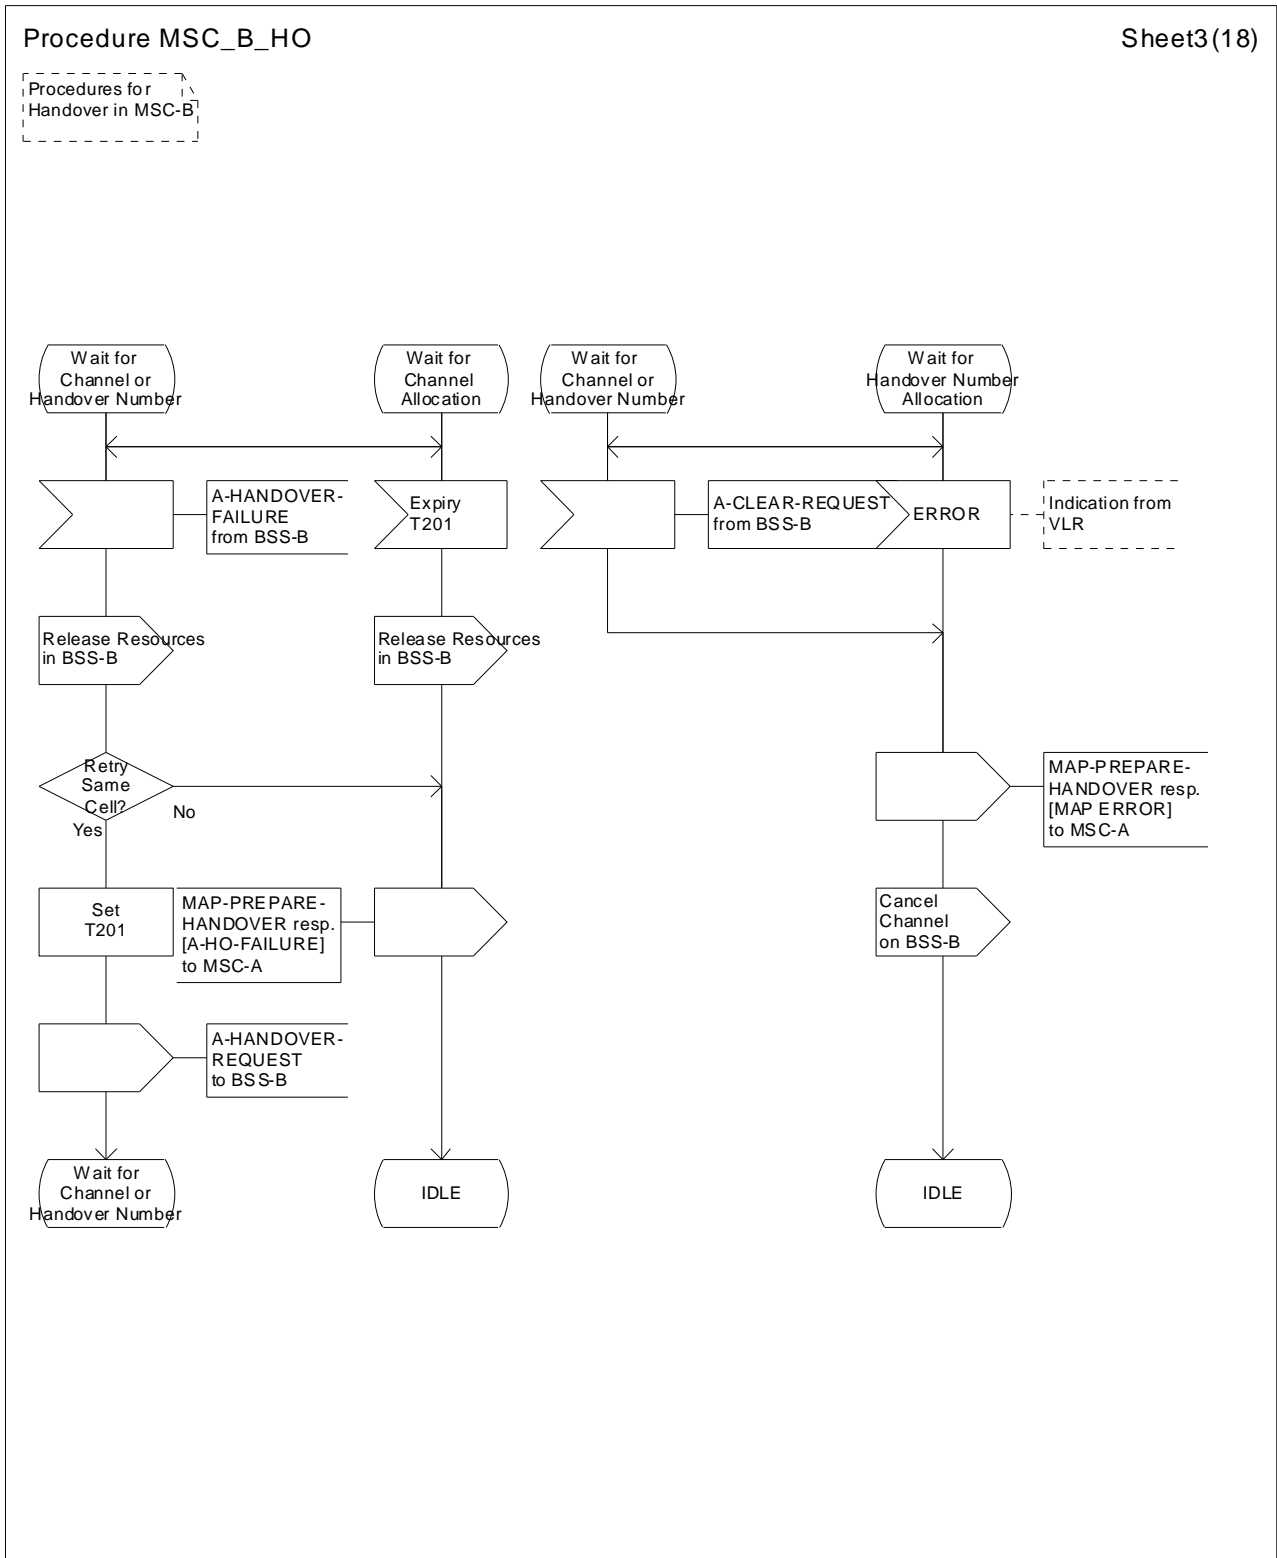 Procedure MSC_B_HO
Sheet3(18)
Procedures for
Handover in MSC-B
Wait for
Channel or
Handover Number
Wait for
Channel
Allocation
Wait for
Channel or
Handover Number
Wait for
Handover Number
Allocation
A-HANDOVER-
FAILURE
from BSS-B
Expiry
T201
A-CLEAR-REQUEST
from BSS-B
ERROR
Indication from
VLR
Release Resources
in BSS-B
Release Resources
in BSS-B
Retry
Same
Cell?
No
Yes
MAP-PREPARE-
HANDOVER resp.
[MAP ERROR]
to MSC-A
Set
T201
MAP-PREPARE-
HANDOVER resp.
[A-HO-FAILURE]
to MSC-A
Cancel
Channel
on BSS-B
A-HANDOVER-
REQUEST
to BSS-B
Wait for
Channel or
Handover Number
IDLE
IDLE